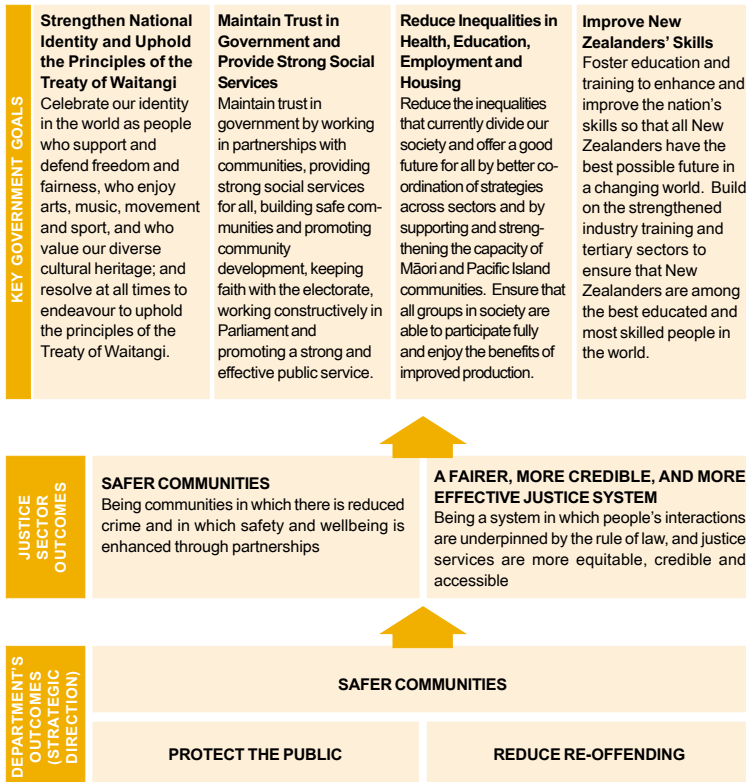 KEY GOVERNMENT GOALS
Strengthen National
Identity and Uphold
the Principles of the
Treaty of Waitangi
Celebrate our identity
in the world as people
who support and
defend freedom and
fairness, who enjoy
arts, music, movement
and sport, and who
value our diverse
cultural heritage; and
resolve at all times to
endeavour to uphold
the principles of the
Treaty of Waitangi.
Maintain Trust in
Government and
Provide Strong Social
Services
Maintain trust in
government by working
in partnerships with
communities, providing
strong social services
for all, building safe com-
munities and promoting
community
development, keeping
faith with the electorate,
working constructively in
Parliament and
promoting a strong and
effective public service.
Reduce Inequalities in
Health, Education,
Employment and
Housing
Reduce the inequalities
that currently divide our
society and offer a good
future for all by better co-
ordination of strategies
across sectors and by
supporting and streng-
thening the capacity of
Māori and Pacific Island
communities. Ensure that
all groups in society are
able to participate fully
and enjoy the benefits of
improved production.
Improve New
Zealanders' Skills
Foster education and
training to enhance and
improve the nation's
skills so that all New
Zealanders have the
best possible future in
a changing world. Build
on the strengthened
industry training and
tertiary sectors to
ensure that New
Zealanders are among
the best educated and
most skilled people in
the world.
JUSTICE
SECTOR
OUTCOMES
SAFER COMMUNITIES
Being communities in which there is reduced
crime and in which safety and wellbeing is
enhanced through partnerships
A FAIRER, MORE CREDIBLE, AND MORE
EFFECTIVE JUSTICE SYSTEM
Being a system in which people's interactions
are underpinned by the rule of law, and justice
services are more equitable, credible and
accessible
DEPARTMENT'S
OUTCOMES
(STRATEGIC
DIRECTION)
SAFER COMMUNITIES
PROTECT THE PUBLIC
REDUCE RE-OFFENDING